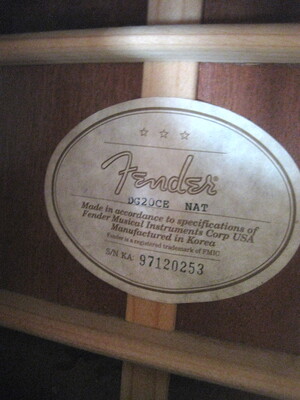 Fender
DG20CE NAT
Made in accordance to specifications of
Fender Musical Instruments Corp USA
Manufactured in Korea
Fender is a registered trademark of FMIC
S/N KA: 97120253